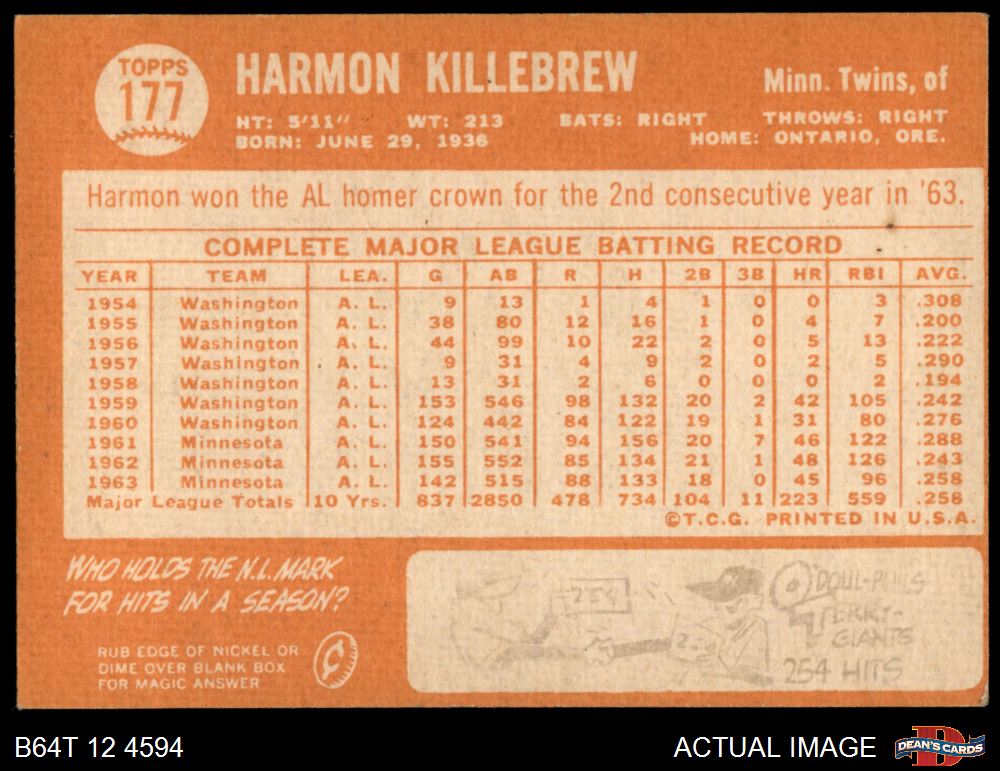 TOPPS
177
HARMON KILLEBREW
Minn. Twins, of
HT: 5'11" WT: 213 BATS: RIGHT THROWS: RIGHT
BORN: JUNE 29, 1936 HOME: ONTARIO, ORE.
Harmon won the AL homer crown for the 2nd consecutive year in '63.
COMPLETE MAJOR LEAGUE BATTING RECORD
YEAR TEAM LEA. G AB R H 2B 3B HR RBI AVG.
1954 Washington A. L. 9 13 1 4 1 0 0 3 .308
1955 Washington A. L. 38 80 12 16 1 0 4 7 .200
1956 Washington A. L. 44 99 10 22 2 0 5 13 .222
1957 Washington A. L. 9 31 4 9 2 0 2 5 .290
1958 Washington A. L. 13 31 2 6 0 0 0 2 .194
1959 Washington A. L. 153 546 98 132 20 2 42 105 .242
1960 Washington A. L. 124 442 84 122 19 1 31 80 .276
1961 Minnesota A. L. 150 541 94 156 20 7 46 122 .288
1962 Minnesota A. L. 155 552 85 134 21 1 48 126 .243
1963 Minnesota A. L. 142 515 88 133 18 0 45 96 .258
Major League Totals 10 Yrs. 837 2850 478 734 104 11 223 559 .258
©T.C.G. PRINTED IN U.S.A.
WHO HOLDS THE N.L. MARK
FOR HITS IN A SEASON?
RUB EDGE OF NICKEL OR
DIME OVER BLANK BOX
FOR MAGIC ANSWER
¢
254
O'DOUL-PHILS
TERRY-
GIANTS
254 HITS
B64T 12 4594
ACTUAL IMAGE
D
DEAN'S CARDS